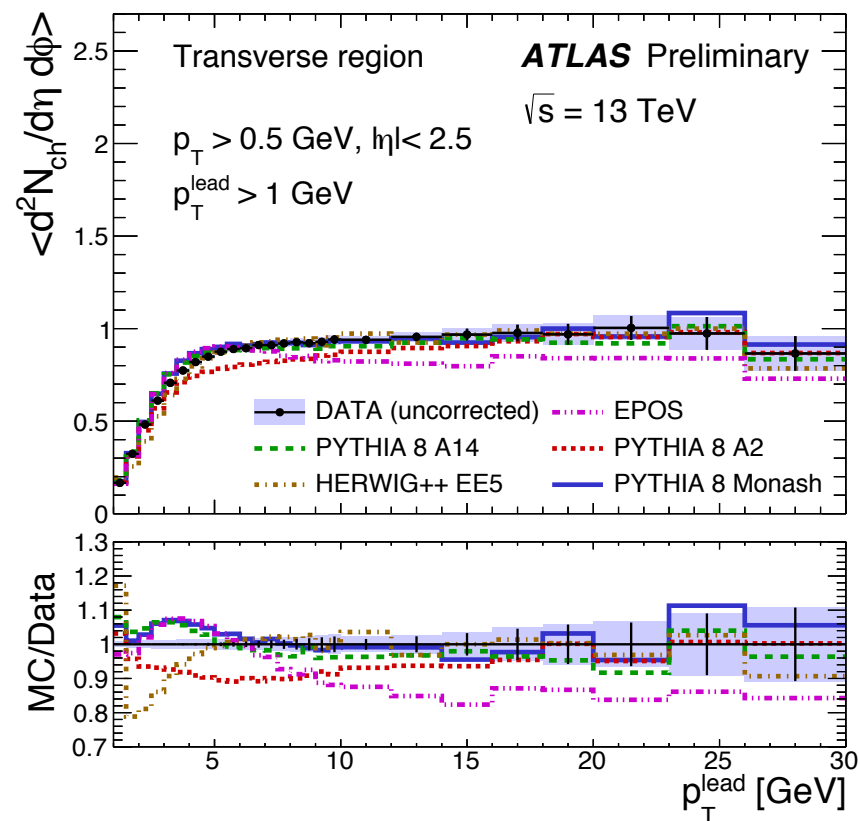 <d²N_ch/dη dϕ>
2.5
2
1.5
1
0.5
0
Transverse region
ATLAS Preliminary
√s = 13 TeV
p_T > 0.5 GeV, |η| < 2.5
p_T^lead > 1 GeV
DATA (uncorrected)
EPOS
PYTHIA 8 A14
PYTHIA 8 A2
HERWIG++ EE5
PYTHIA 8 Monash
MC/Data
1.3
1.2
1.1
1
0.9
0.8
0.7
5 10 15 20 25 30
p_T^lead [GeV]